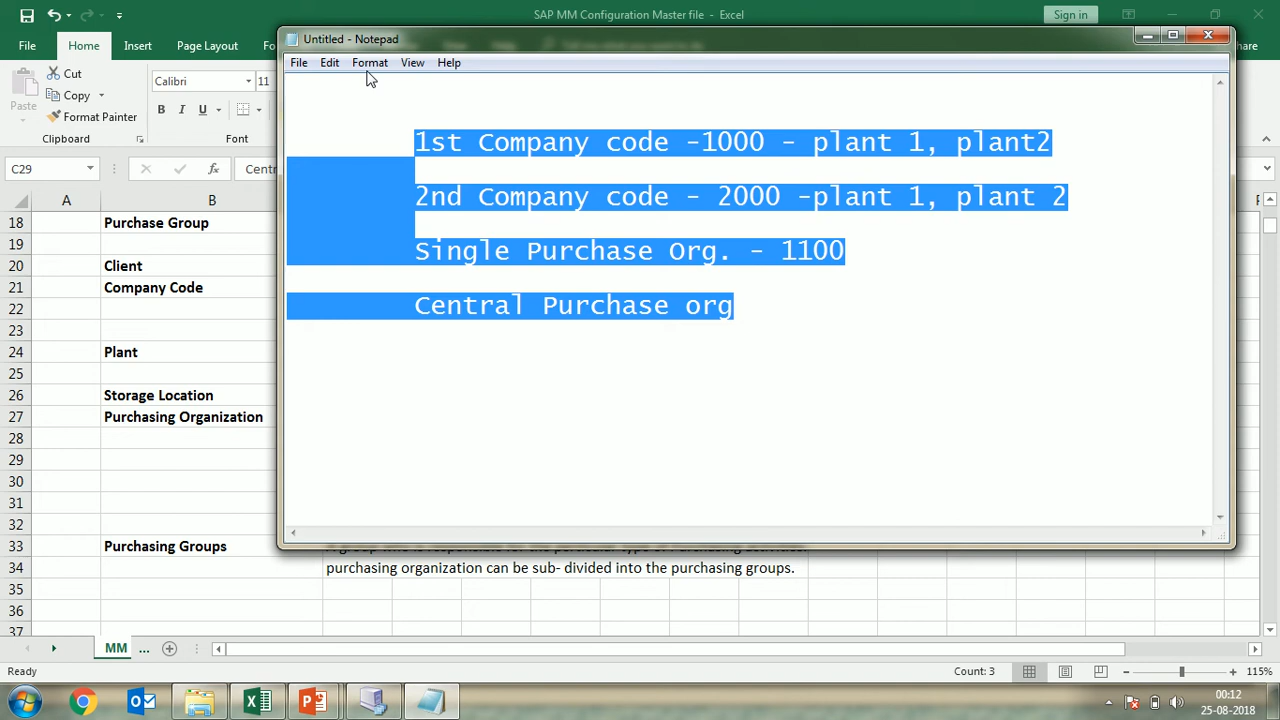 SAP MM Configuration Master file - Excel
Sign in
File
Home
Insert
Page Layout
Fo
Share
Untitled - Notepad
File Edit Format View Help
Cut
Copy
Format Painter
Paste
Clipboard
Calibri
11
B I U
Font
C29
fx
Centr
A
B
1st Company code -1000 - plant 1, plant2
2nd Company code - 2000 -plant 1, plant 2
Single Purchase Org. - 1100
Central Purchase org
18 Purchase Group
19
20 Client
21 Company Code
22
23
24 Plant
25
26 Storage Location
27 Purchasing Organization
28
29
30
31
32
33 Purchasing Groups
34 purchasing organization can be sub- divided into the purchasing groups.
35
36
37
MM
...
Ready
Count: 3
115%
00:12
25-08-2018